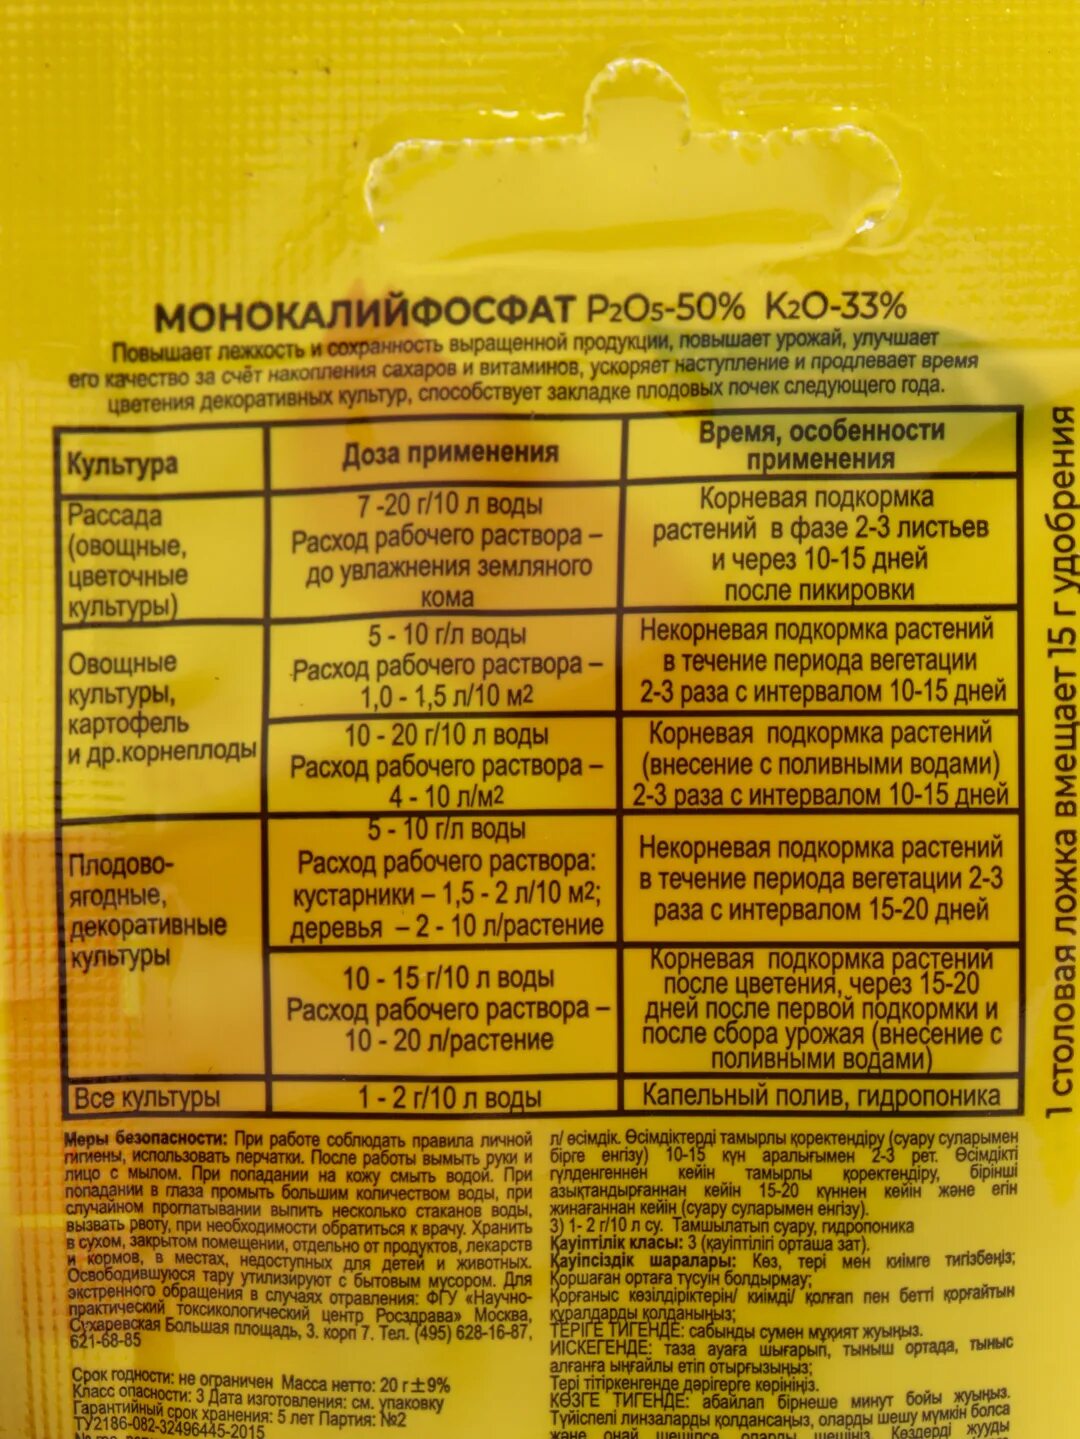 МОНОКАЛИЙФОСФАТ P2O5-50% K2O-33%
Повышает лежкость и сохранность выращенной продукции, повышает урожай, улучшает
его качество за счёт накопления сахаров и витаминов, ускоряет наступление и продлевает время
цветения декоративных культур, способствует закладке плодовых почек следующего года.
Культура
Доза применения
Время, особенности
применения
Рассада
(овощные,
цветочные
культуры)
7 -20 г/10 л воды
Расход рабочего раствора –
до увлажнения земляного
кома
Корневая подкормка
растений в фазе 2-3 листьев
и через 10-15 дней
после пикировки
Овощные
культуры,
картофель
и др.корнеплоды
5 - 10 г/л воды
Расход рабочего раствора –
1,0 - 1,5 л/10 м2
Некорневая подкормка растений
в течение периода вегетации
2-3 раза с интервалом 10-15 дней
10 - 20 г/10 л воды
Расход рабочего раствора –
4 - 10 л/м2
Корневая подкормка растений
(внесение с поливными водами)
2-3 раза с интервалом 10-15 дней
Плодово-
ягодные,
декоративные
культуры
5 - 10 г/л воды
Расход рабочего раствора:
кустарники – 1,5 - 2 л/10 м2;
деревья – 2 - 10 л/растение
Некорневая подкормка растений
в течение периода вегетации 2-3
раза с интервалом 15-20 дней
10 - 15 г/10 л воды
Расход рабочего раствора –
10 - 20 л/растение
Корневая подкормка растений
после цветения, через 15-20
дней после первой подкормки и
после сбора урожая (внесение с
поливными водами)
Все культуры
1 - 2 г/10 л воды
Капельный полив, гидропоника
1 столовая ложка вмещает 15 г удобрения
Меры безопасности: При работе соблюдать правила личной
гигиены, использовать перчатки. После работы вымыть руки и
лицо с мылом. При попадании на кожу смыть водой. При
попадании в глаза промыть большим количеством воды, при
случайном проглатывании выпить несколько стаканов воды,
вызвать рвоту, при необходимости обратиться к врачу. Хранить
в сухом, закрытом помещении, отдельно от продуктов, лекарств
и кормов, в местах, недоступных для детей и животных.
Освободившуюся тару утилизируют с бытовым мусором. Для
экстренного обращения в случаях отравления: ФГУ «Научно-
практический токсикологический центр Росздрава» Москва,
Сухаревская Большая площадь, 3. корп 7. Тел. (495) 628-16-87,
621-68-85
Срок годности: не ограничен Масса нетто: 20 г±9%
Класс опасности: 3 Дата изготовления: см. упаковку
Гарантийный срок хранения: 5 лет Партия: №2
ТУ2186-082-32496445-2015
л/ өсімдік. Өсімдіктерді тамырлы қоректендіру (суару суларымен
бірге енгізу) 10-15 күн аралығымен 2-3 рет. Өсімдікті
гүлденгеннен кейін тамырлы қоректендіру, бірінші
азықтандырғаннан кейін 15-20 күннен кейін және егін
жинағаннан кейін (суару суларымен енгізу).
3) 1- 2 г/10 л су. Тамшылатып суару, гидропоника
Қауіптілік класы: 3 (қауіптілігі орташа зат).
Қауіпсіздік шаралары: Көз, тері мен киімге тигізбеңіз;
Қоршаған ортаға түсуін болдырмау;
Қорғаныс көзілдіріктерін/ киімді/ қолғап пен бетті қорғайтын
құралдарды қолданыңыз;
ТЕРІГЕ ТИГЕНДЕ: сабынды сумен мұқият жуыңыз.
ИІСКЕГЕНДЕ: таза ауаға шығарып, тыныш ортада, тыныс
алғанға ыңғайлы етіп отырғызыңыз;
Тері тітіркенгенде дәрігерге көрініңіз.
КӨЗГЕ ТИГЕНДЕ: абайлап бірнеше минут бойы жуыңыз.
Түйіспелі линзаларды қолдансаңыз, оларды шешу мүмкін болса
және оңай шешілсе, оларды шешіңіз. Көздерді жууды